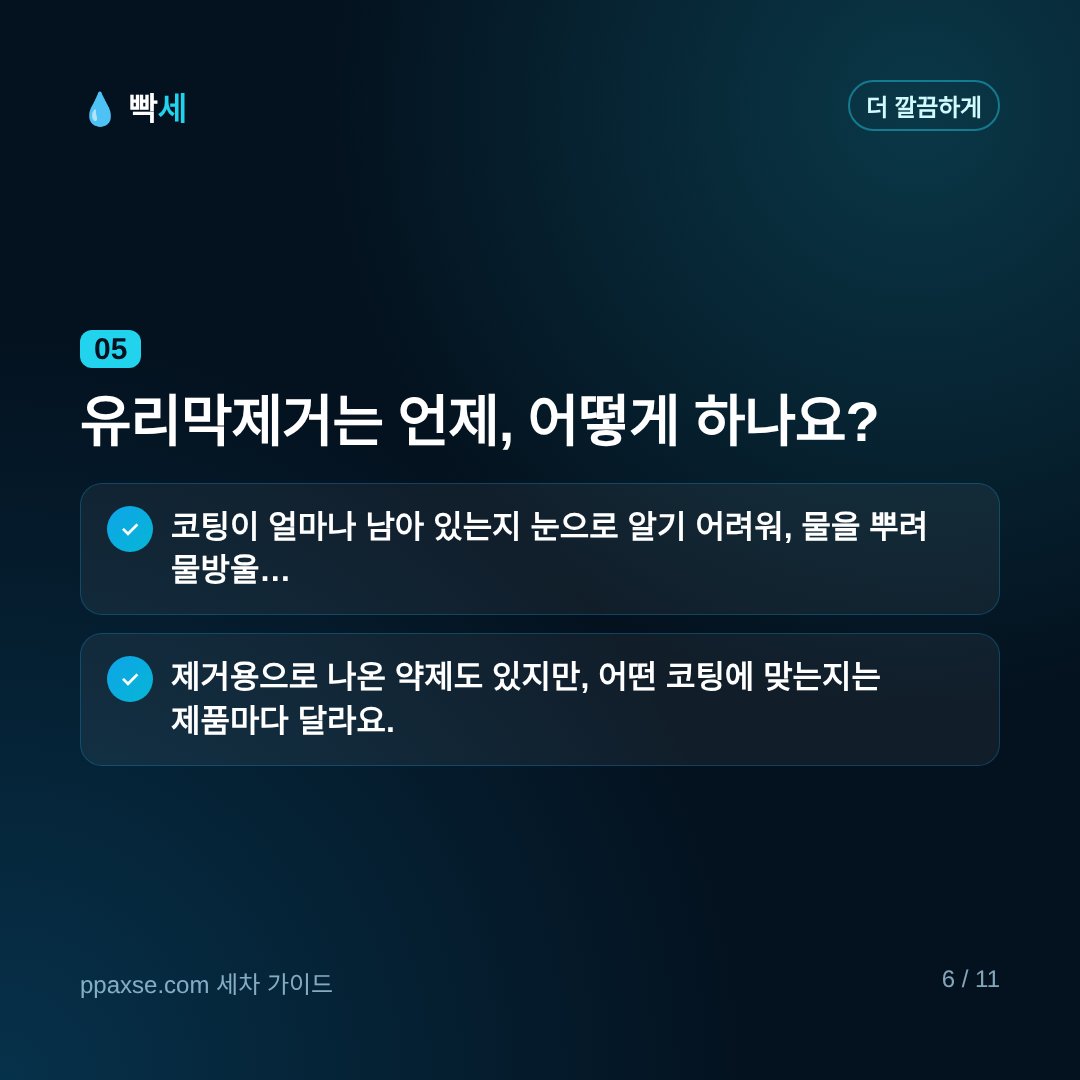 빡세
더 깔끔하게
05
유리막제거는 언제, 어떻게 하나요?
코팅이 얼마나 남아 있는지 눈으로 알기 어려워, 물을 뿌려
물방울…
제거용으로 나온 약제도 있지만, 어떤 코팅에 맞는지는
제품마다 달라요.
ppaxse.com 세차 가이드
6 / 11